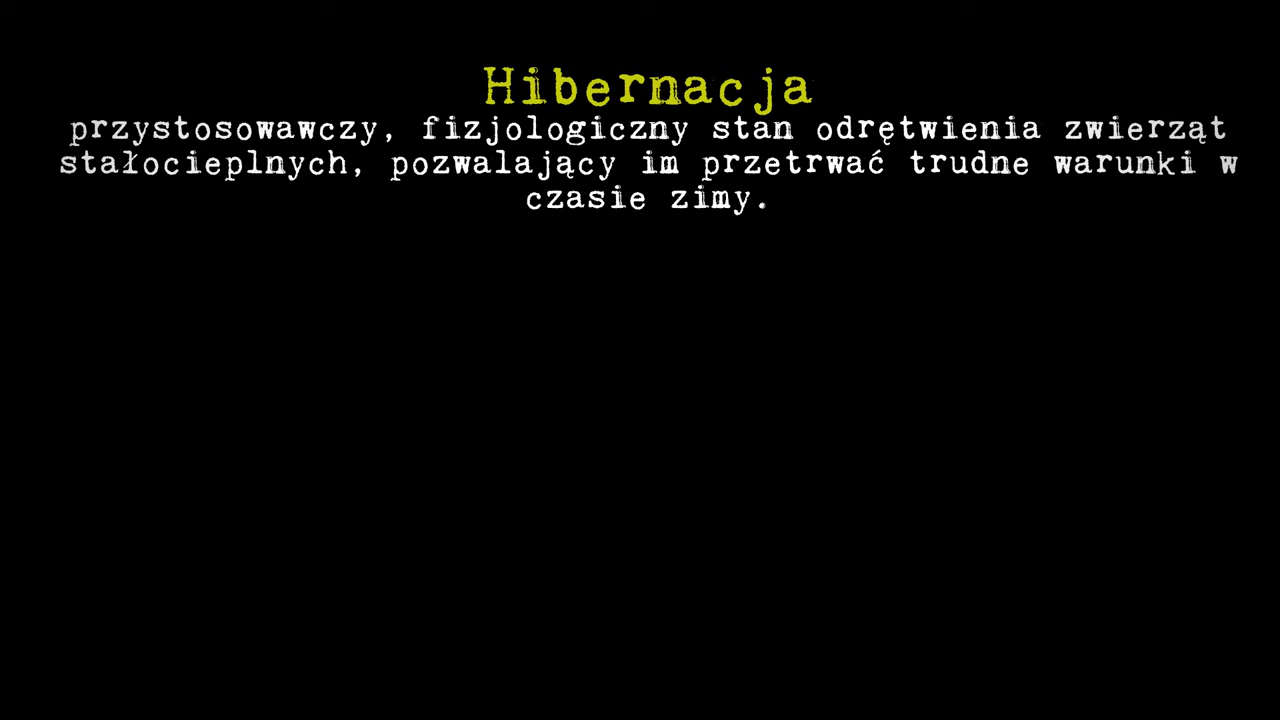 Hibernacja
przystosowawczy, fizjologiczny stan odrętwienia zwierząt
stałocieplnych, pozwalający im przetrwać trudne warunki w
czasie zimy.